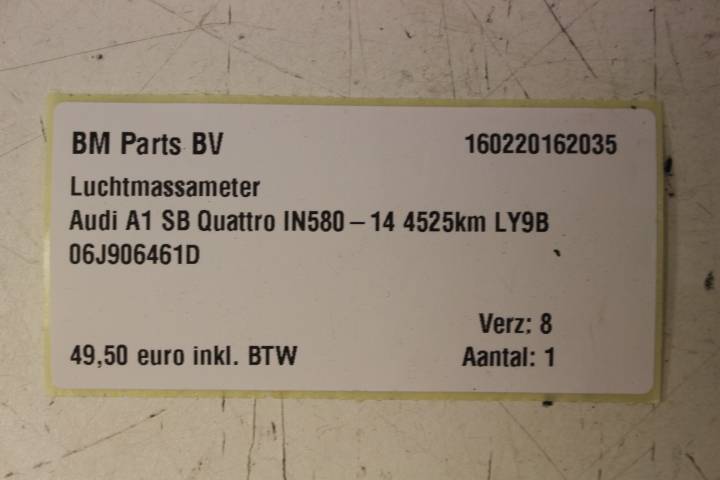 BM Parts BV 160220162035
Luchtmassameter
Audi A1 SB Quattro IN580 – 14 4525km LY9B
06J906461D
Verz: 8
49,50 euro inkl. BTW Aantal: 1